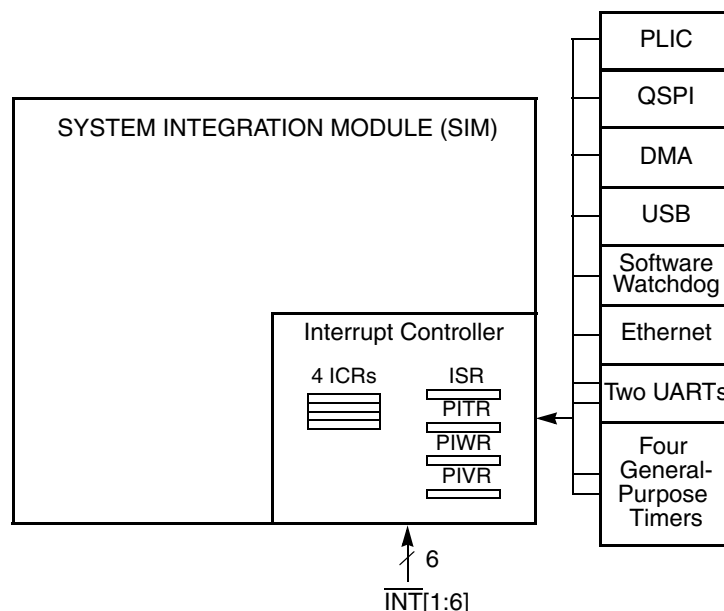 PLIC
QSPI
DMA
USB
Software
Watchdog
Ethernet
Two UARTs
Four
General-
Purpose
Timers
SYSTEM INTEGRATION MODULE (SIM)
Interrupt Controller
4 ICRs
ISR
PITR
PIWR
PIVR
6
INT[1:6]